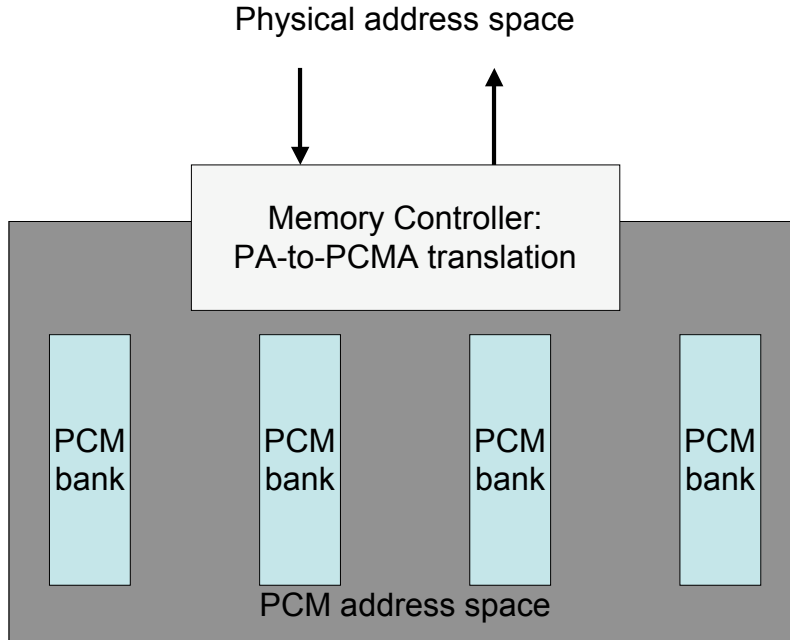 Physical address space
Memory Controller:
PA-to-PCMA translation
PCM
bank
PCM
bank
PCM
bank
PCM
bank
PCM address space